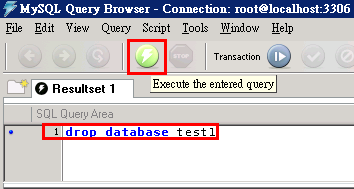 MySQL Query Browser - Connection: root@localhost:3306
File Edit View Query Script Tools Window Help
STOP
Transaction
Execute the entered query
Resultset 1
SQL Query Area
1 drop database test1